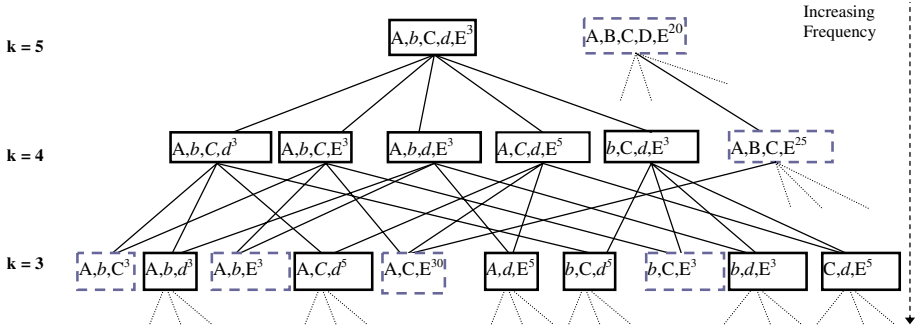 Increasing
Frequency
k = 5
A,b,C,d,E³
A,B,C,D,E²⁰
k = 4
A,b,C,d³
A,b,C,E³
A,b,d,E³
A,C,d,E⁵
b,C,d,E³
A,B,C,E²⁵
k = 3
A,b,C³
A,b,d³
A,b,E³
A,C,d⁵
A,C,E³⁰
A,d,E⁵
b,C,d⁵
b,C,E³
b,d,E³
C,d,E⁵